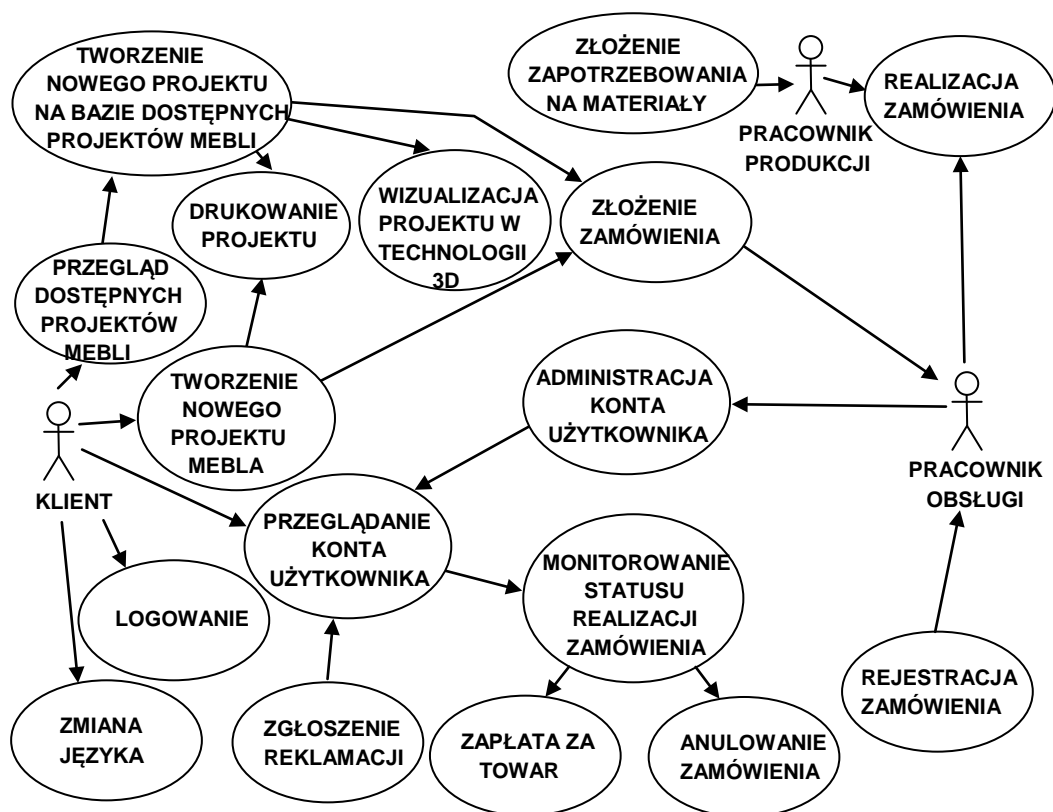 TWORZENIE
NOWEGO PROJEKTU
NA BAZIE DOSTĘPNYCH
PROJEKTÓW MEBLI
ZŁOŻENIE
ZAPOTRZEBOWANIA
NA MATERIAŁY
PRACOWNIK
PRODUKCJI
REALIZACJA
ZAMÓWIENIA
DRUKOWANIE
PROJEKTU
WIZUALIZACJA
PROJEKTU W
TECHNOLOGII
3D
ZŁOŻENIE
ZAMÓWIENIA
PRZEGLĄD
DOSTĘPNYCH
PROJEKTÓW
MEBLI
TWORZENIE
NOWEGO
PROJEKTU
MEBLA
ADMINISTRACJA
KONTA
UŻYTKOWNIKA
PRACOWNIK
OBSŁUGI
KLIENT
PRZEGLĄDANIE
KONTA
UŻYTKOWNIKA
MONITOROWANIE
STATUSU
REALIZACJI
ZAMÓWIENIA
LOGOWANIE
REJESTRACJA
ZAMÓWIENIA
ZMIANA
JĘZYKA
ZGŁOSZENIE
REKLAMACJI
ZAPŁATA ZA
TOWAR
ANULOWANIE
ZAMÓWIENIA